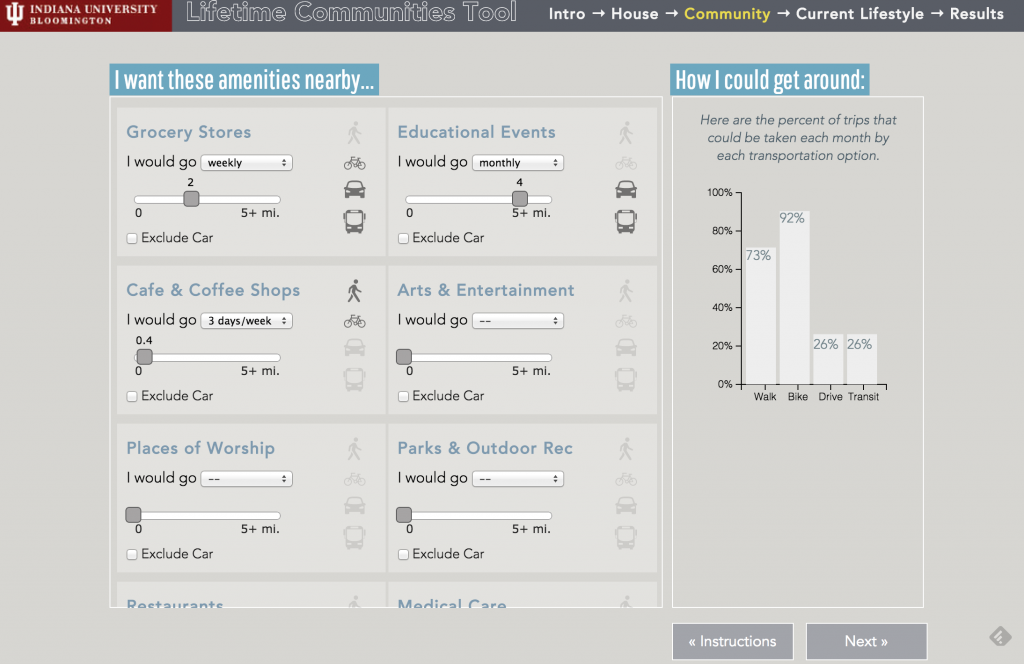 INDIANA UNIVERSITY
BLOOMINGTON
Lifetime Communities Tool
Intro → House → Community → Current Lifestyle → Results
I want these amenities nearby...
Grocery Stores
I would go weekly
2
0 5+ mi.
Exclude Car
Educational Events
I would go monthly
4
0 5+ mi.
Exclude Car
Cafe & Coffee Shops
I would go 3 days/week
0.4
0 5+ mi.
Exclude Car
Arts & Entertainment
I would go --
0 5+ mi.
Exclude Car
Places of Worship
I would go --
0 5+ mi.
Exclude Car
Parks & Outdoor Rec
I would go --
0 5+ mi.
Exclude Car
Restaurants
Medical Care
How I could get around:
Here are the percent of trips that
could be taken each month by
each transportation option.
100%
80%
60%
40%
20%
0%
73%
92%
26%
26%
Walk Bike Drive Transit
« Instructions
Next »